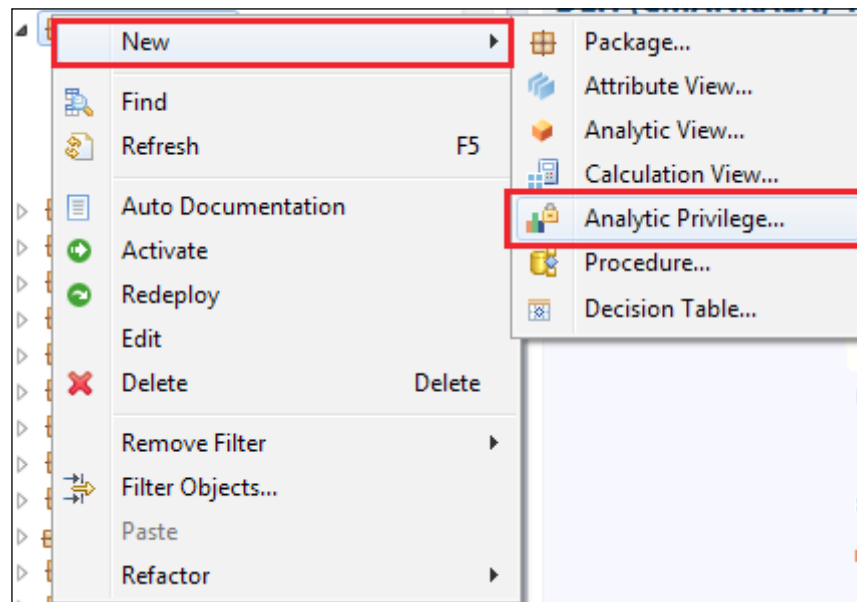 New
Find
Refresh F5
Auto Documentation
Activate
Redeploy
Edit
Delete Delete
Remove Filter
Filter Objects...
Paste
Refactor
Package...
Attribute View...
Analytic View...
Calculation View...
Analytic Privilege...
Procedure...
Decision Table...